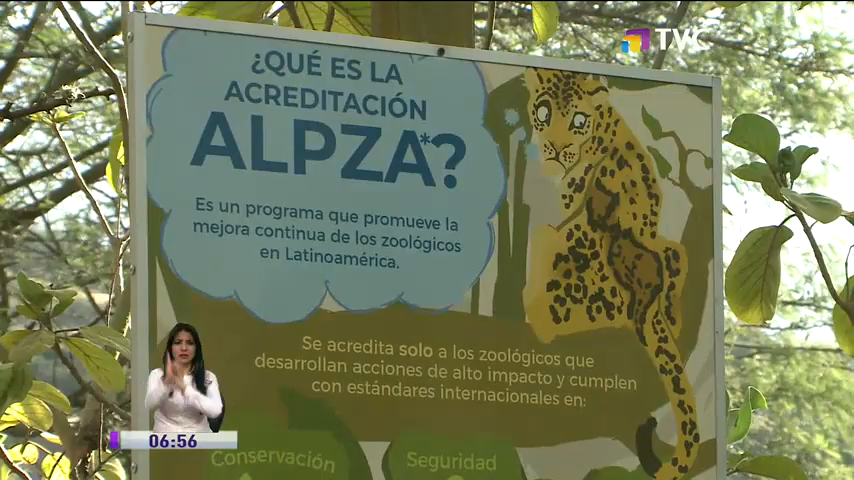 TVC
¿QUÉ ES LA
ACREDITACIÓN
ALPZA*?
Es un programa que promueve la
mejora continua de los zoológicos
en Latinoamérica.
Se acredita solo a los zoológicos que
desarrollan acciones de alto impacto y cumplen
con estándares internacionales en:
06:56
Conservación
Seguridad